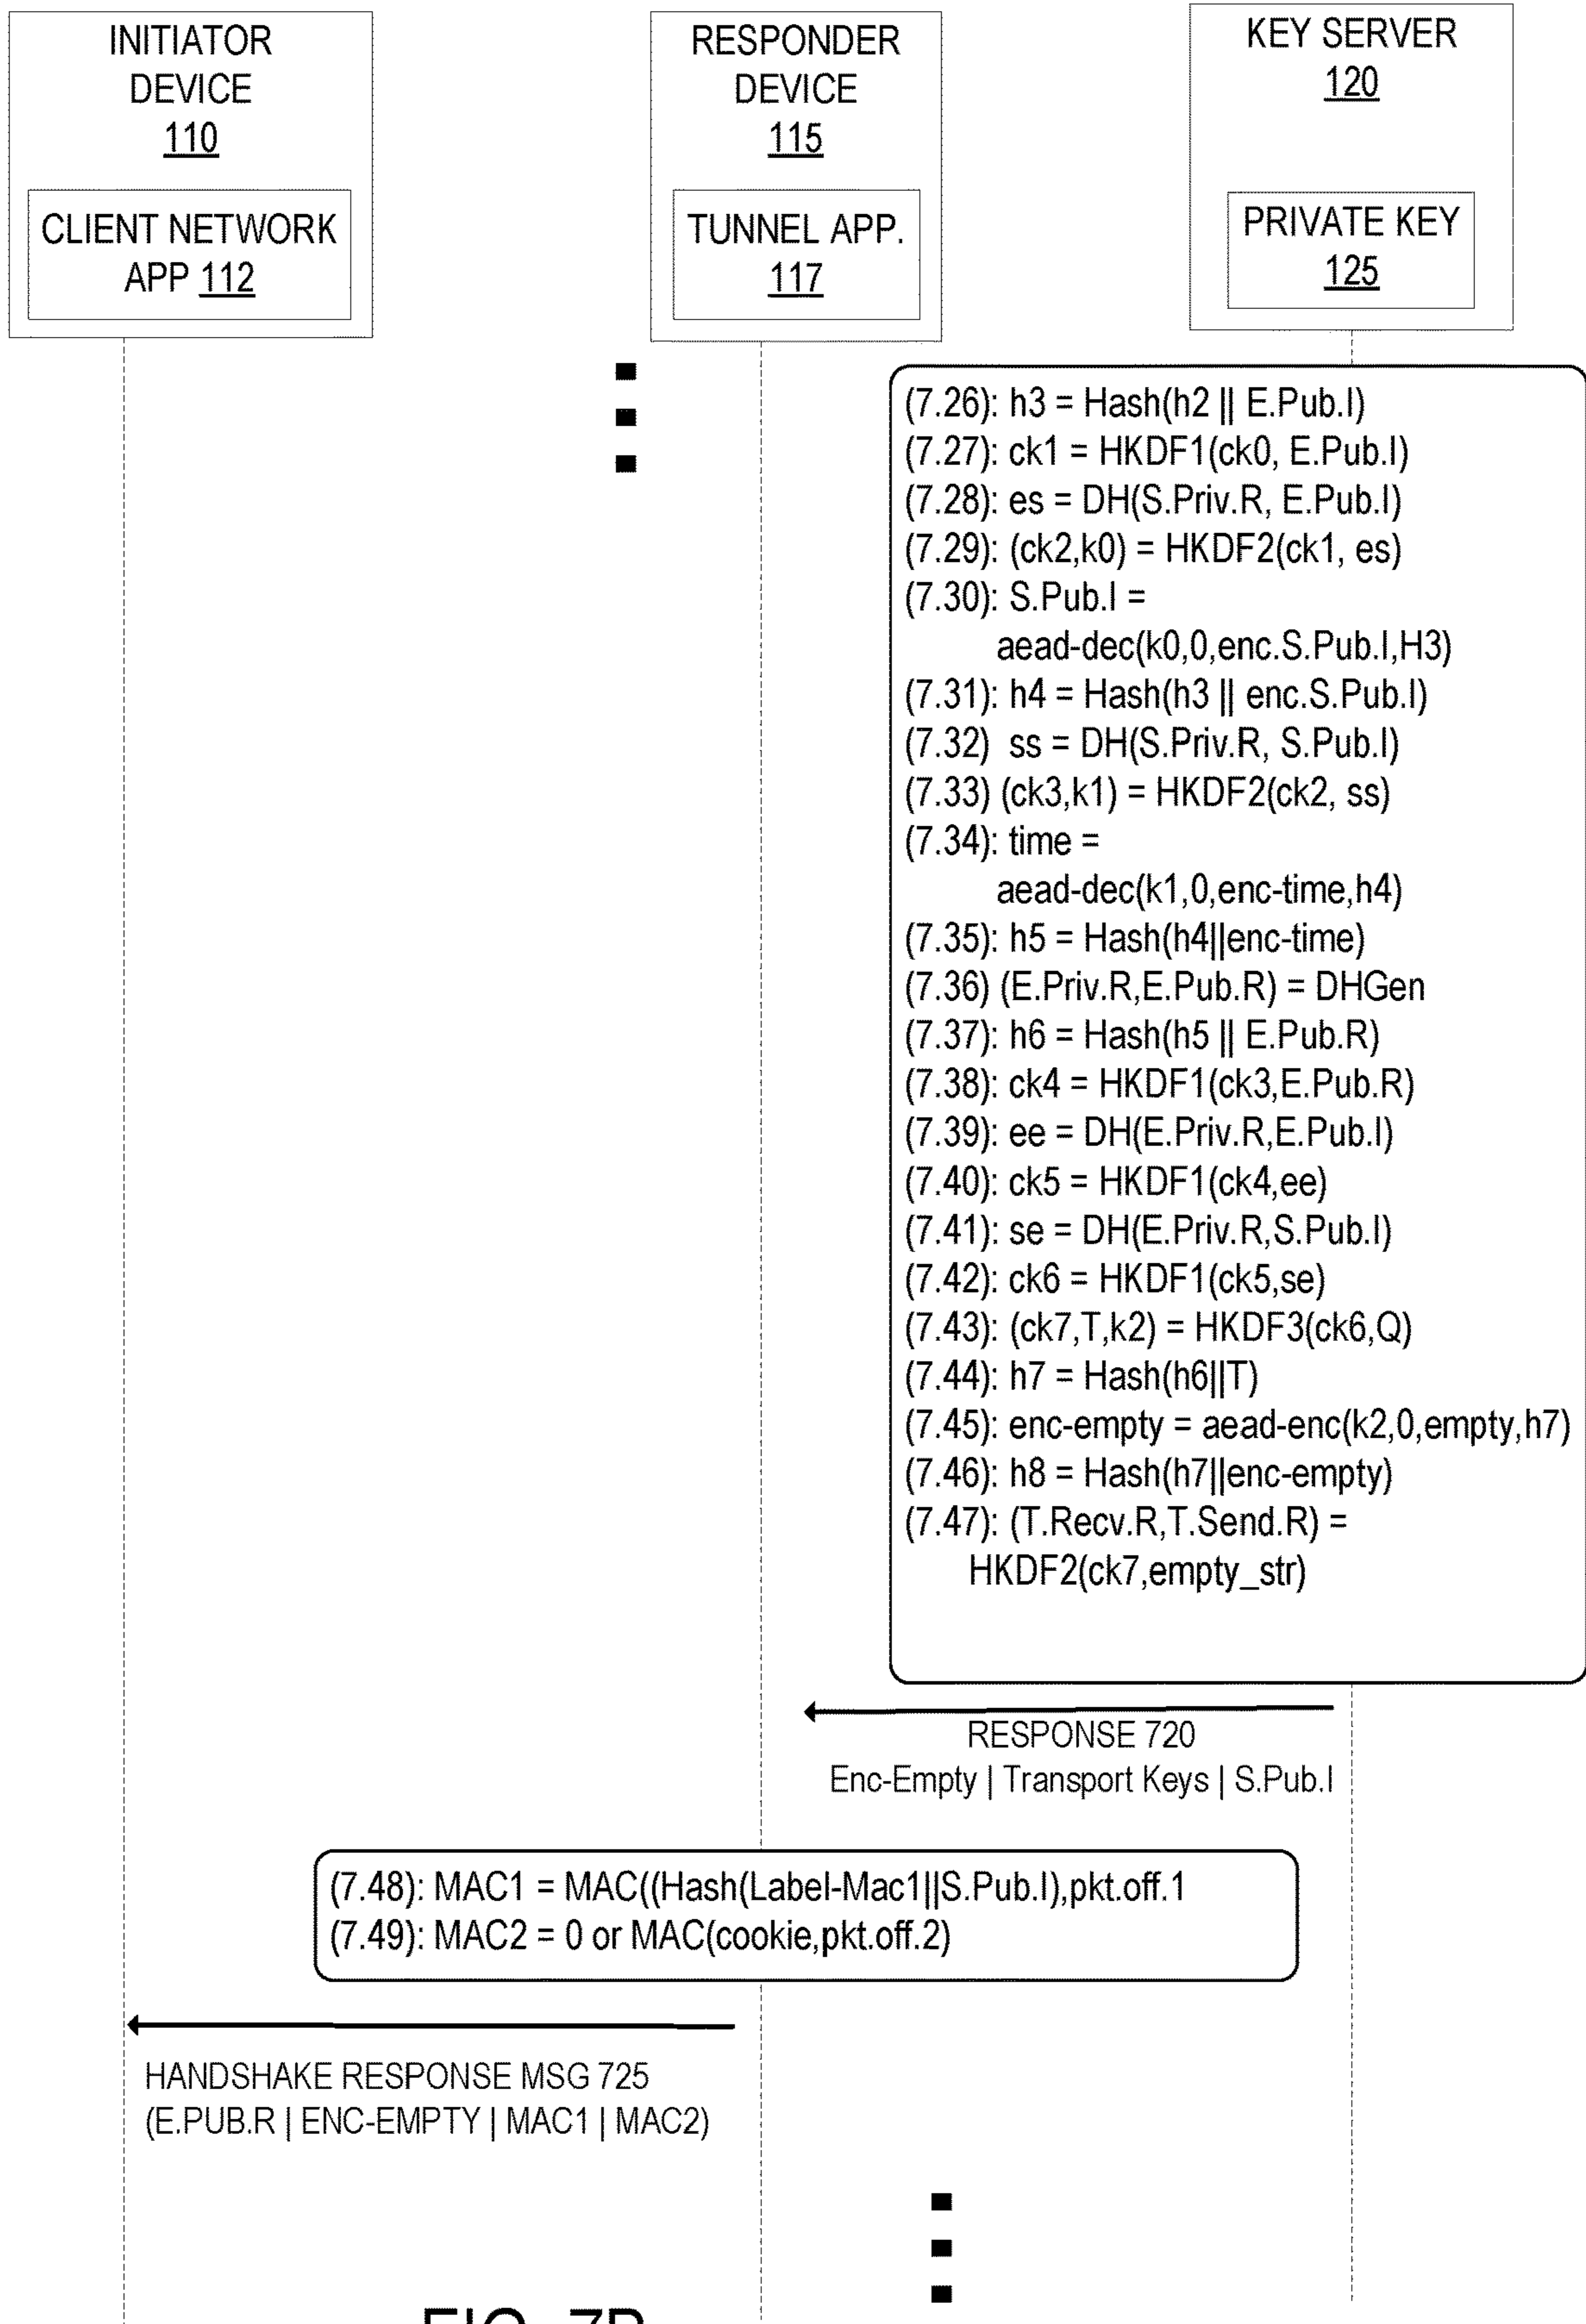 INITIATOR
DEVICE
110
CLIENT NETWORK
APP 112
RESPONDER
DEVICE
115
TUNNEL APP.
117
KEY SERVER
120
PRIVATE KEY
125
(7.26): h3 = Hash(h2 || E.Pub.I)
(7.27): ck1 = HKDF1(ck0, E.Pub.I)
(7.28): es = DH(S.Priv.R, E.Pub.I)
(7.29): (ck2,k0) = HKDF2(ck1, es)
(7.30): S.Pub.I =
aead-dec(k0,0,enc.S.Pub.I,H3)
(7.31): h4 = Hash(h3 || enc.S.Pub.I)
(7.32) ss = DH(S.Priv.R, S.Pub.I)
(7.33) (ck3,k1) = HKDF2(ck2, ss)
(7.34): time =
aead-dec(k1,0,enc-time,h4)
(7.35): h5 = Hash(h4||enc-time)
(7.36) (E.Priv.R,E.Pub.R) = DHGen
(7.37): h6 = Hash(h5 || E.Pub.R)
(7.38): ck4 = HKDF1(ck3,E.Pub.R)
(7.39): ee = DH(E.Priv.R,E.Pub.I)
(7.40): ck5 = HKDF1(ck4,ee)
(7.41): se = DH(E.Priv.R,S.Pub.I)
(7.42): ck6 = HKDF1(ck5,se)
(7.43): (ck7,T,k2) = HKDF3(ck6,Q)
(7.44): h7 = Hash(h6||T)
(7.45): enc-empty = aead-enc(k2,0,empty,h7)
(7.46): h8 = Hash(h7||enc-empty)
(7.47): (T.Recv.R,T.Send.R) =
HKDF2(ck7,empty_str)
RESPONSE 720
Enc-Empty | Transport Keys | S.Pub.I
(7.48): MAC1 = MAC((Hash(Label-Mac1||S.Pub.I),pkt.off.1
(7.49): MAC2 = 0 or MAC(cookie,pkt.off.2)
HANDSHAKE RESPONSE MSG 725
(E.PUB.R | ENC-EMPTY | MAC1 | MAC2)
FIG. 7B